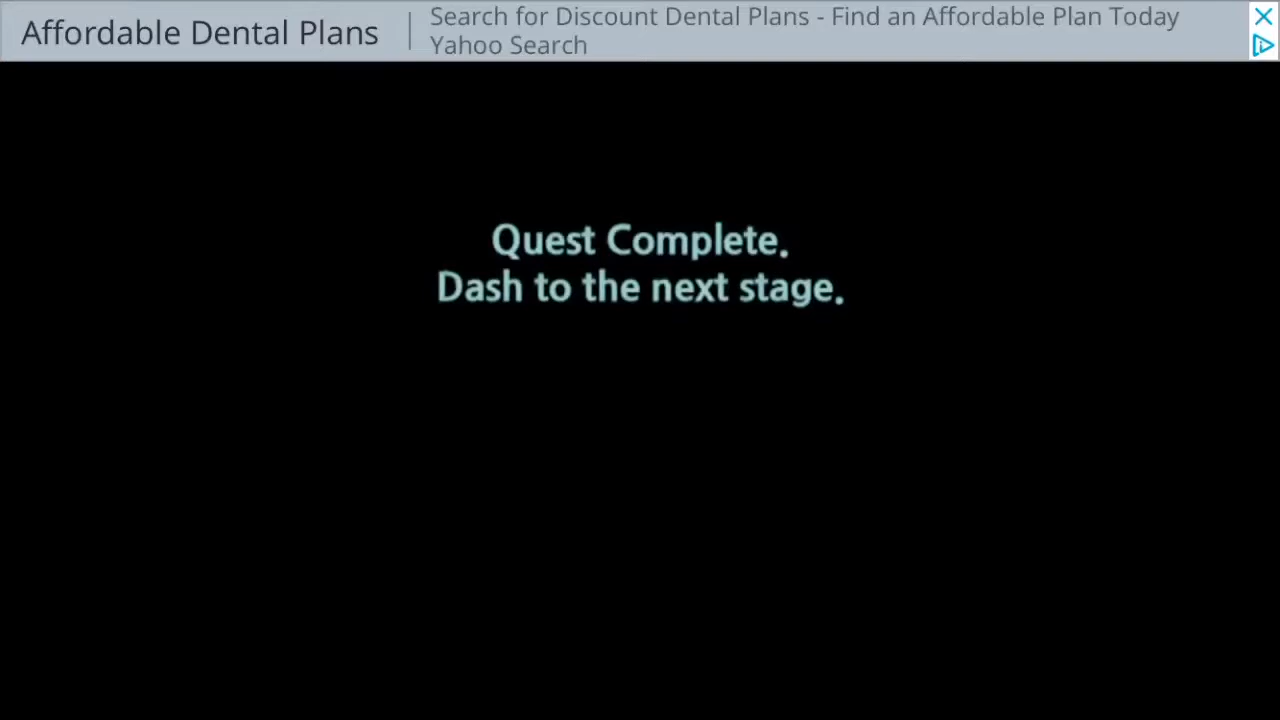 Affordable Dental Plans
Search for Discount Dental Plans - Find an Affordable Plan Today
Yahoo Search
Quest Complete.
Dash to the next stage.